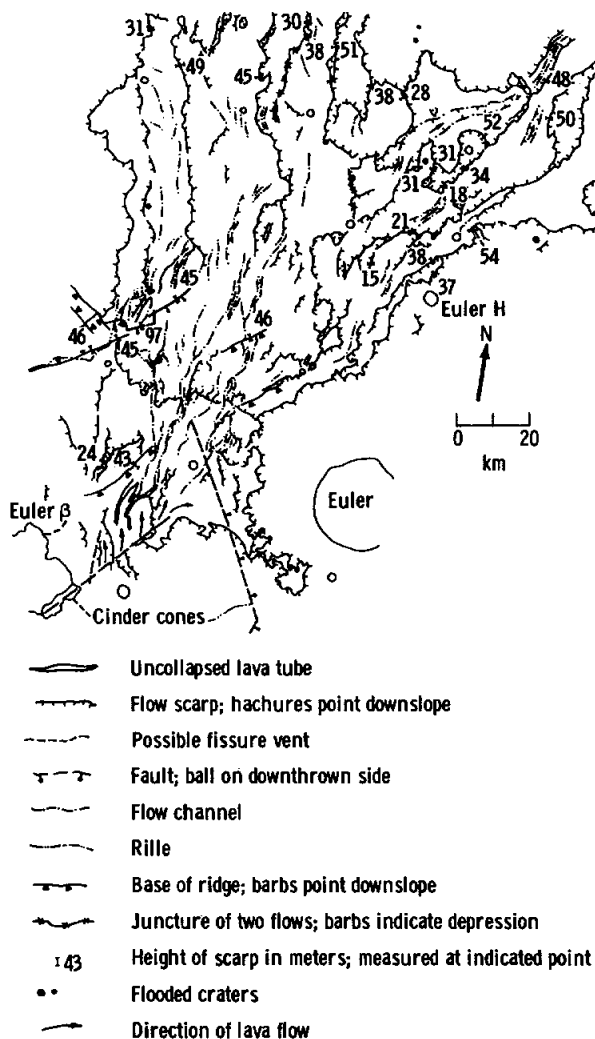 31
30
38
51
49
45
38
28
48
52
50
31
34
31
18
21
38
54
15
37
45
Euler H
46
N
46
97
45
0 20
km
24
43
Euler
Euler β
Cinder cones
Uncollapsed lava tube
Flow scarp; hachures point downslope
Possible fissure vent
Fault; ball on downthrown side
Flow channel
Rille
Base of ridge; barbs point downslope
Juncture of two flows; barbs indicate depression
43 Height of scarp in meters; measured at indicated point
Flooded craters
Direction of lava flow